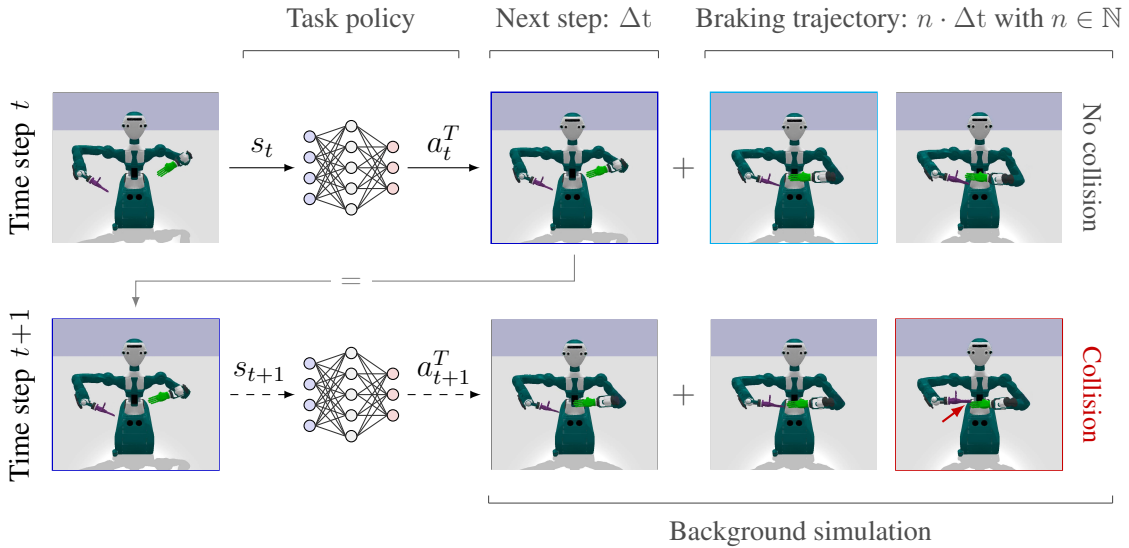 Task policy
Next step: Δt
Braking trajectory: n · Δt with n ∈ ℕ
Time step t
s_t
a_t^T
+
No collision
=
Time step t+1
s_{t+1}
a_{t+1}^T
+
Collision
Background simulation